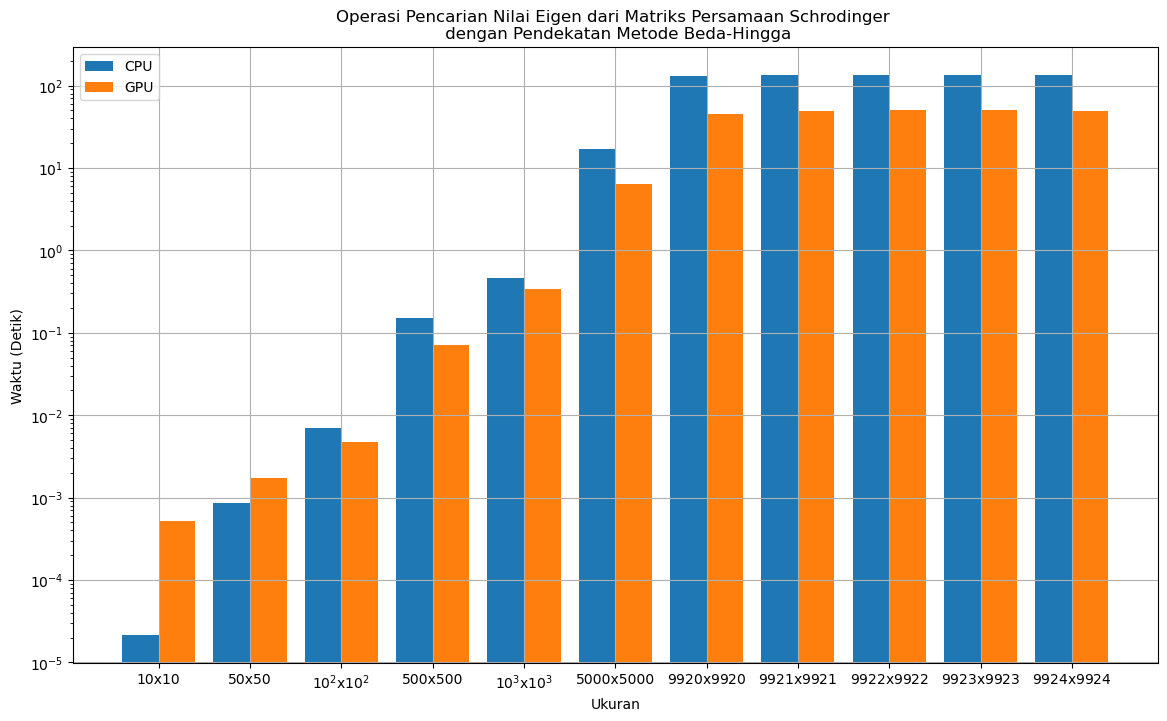 Operasi Pencarian Nilai Eigen dari Matriks Persamaan Schrodinger
dengan Pendekatan Metode Beda-Hingga
CPU
GPU
Waktu (Detik)
10²
10¹
10⁰
10⁻¹
10⁻²
10⁻³
10⁻⁴
10⁻⁵
10x10 50x50 10²x10² 500x500 10³x10³ 5000x5000 9920x9920 9921x9921 9922x9922 9923x9923 9924x9924
Ukuran